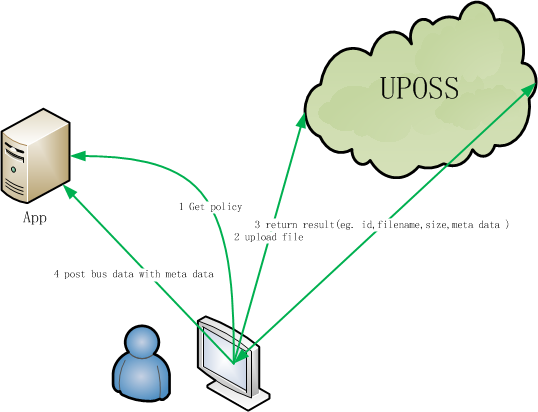 UPOSS
1 Get policy
App
3 return result(eg. id,filename,size,meta data )
2 upload file
4 post bus data with meta data